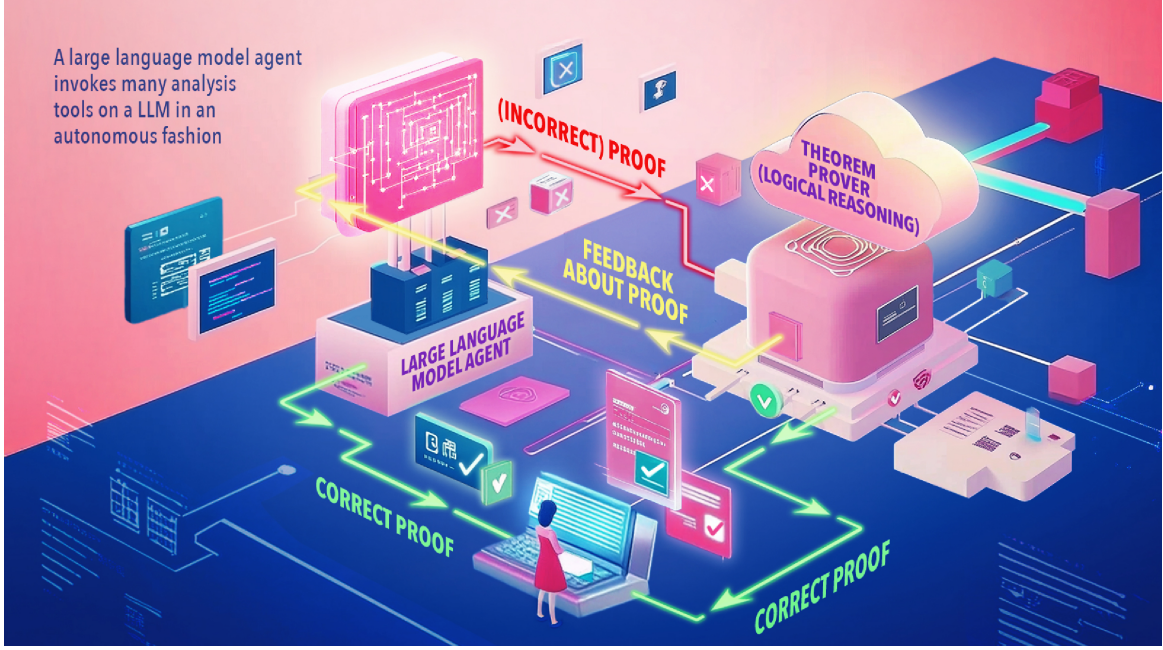 A large language model agent
invokes many analysis
tools on a LLM in an
autonomous fashion
(INCORRECT) PROOF
THEOREM
PROVER
(LOGICAL REASONING)
FEEDBACK
ABOUT PROOF
LARGE LANGUAGE
MODEL AGENT
CORRECT PROOF
CORRECT PROOF